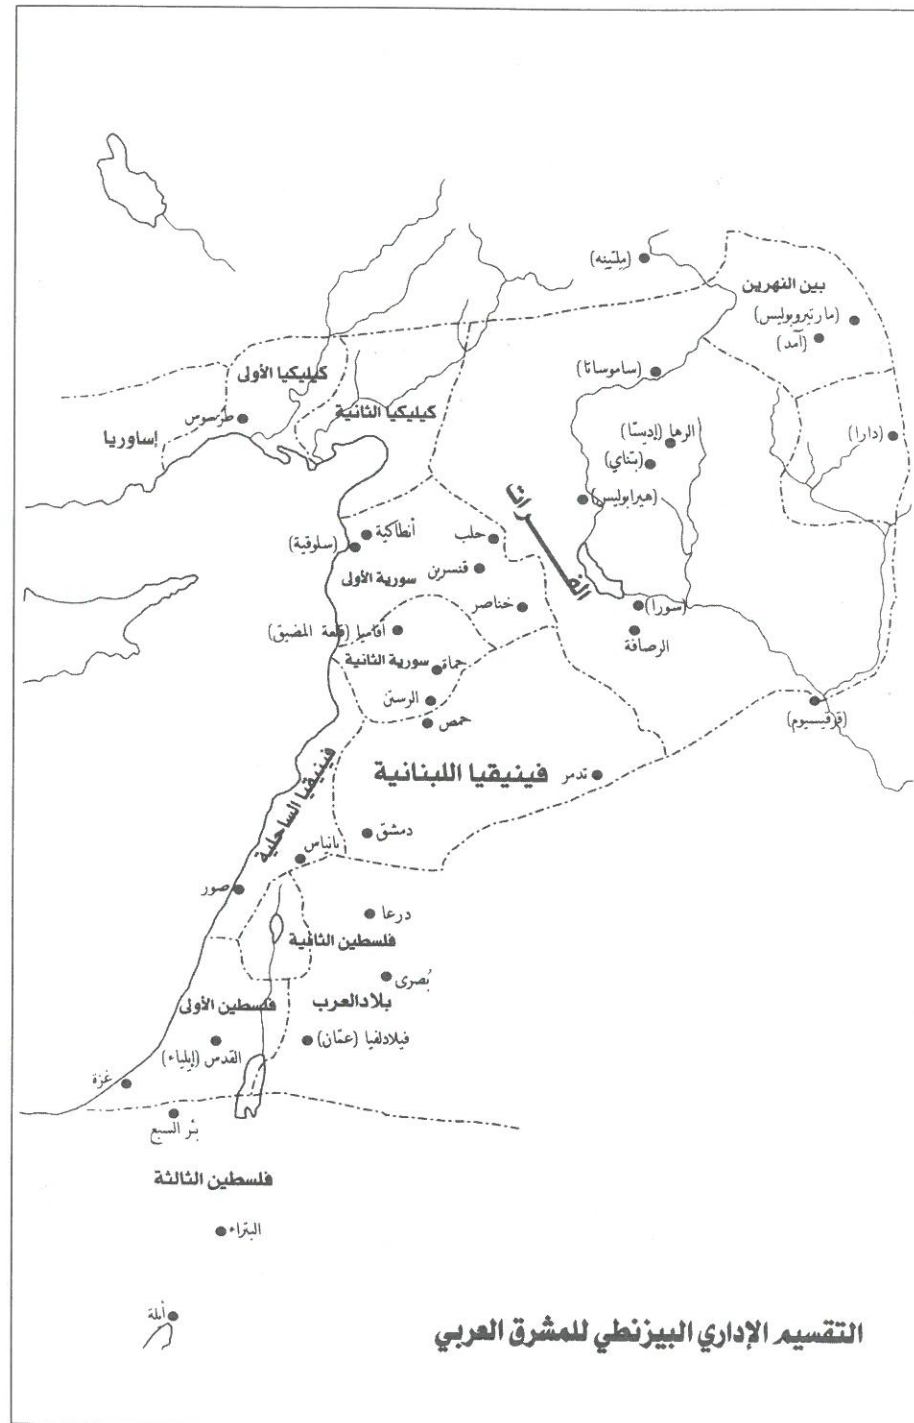 (مِلتينه)
بين النهرين
(مارتيروبوليس)
(آمد)
كيليكيا الأولى
(ساموساتا)
كيليكيا الثانية
طرسوس
إساوريا
الرها (إديسّا)
(دارا)
(بتناي)
(هيرابوليس)
الفرات
أنطاكية
حلب
(سلوقية)
قنسرين
سورية الأولى
خناصر
(سورا)
أفاميا (قلعة المضيق)
الرصافة
سورية الثانية
حماة
الرستن
(قرقيسيوم)
حمص
فينيقيا اللبنانية
تدمر
فينيقيا الساحلية
دمشق
بانياس
صور
درعا
فلسطين الثانية
بُصرى
بلاد العرب
فلسطين الأولى
فيلادلفيا (عمّان)
القدس (إيلياء)
غزة
بئر السبع
فلسطين الثالثة
البتراء
أيلة
التقسيم الإداري البيزنطي للمشرق العربي